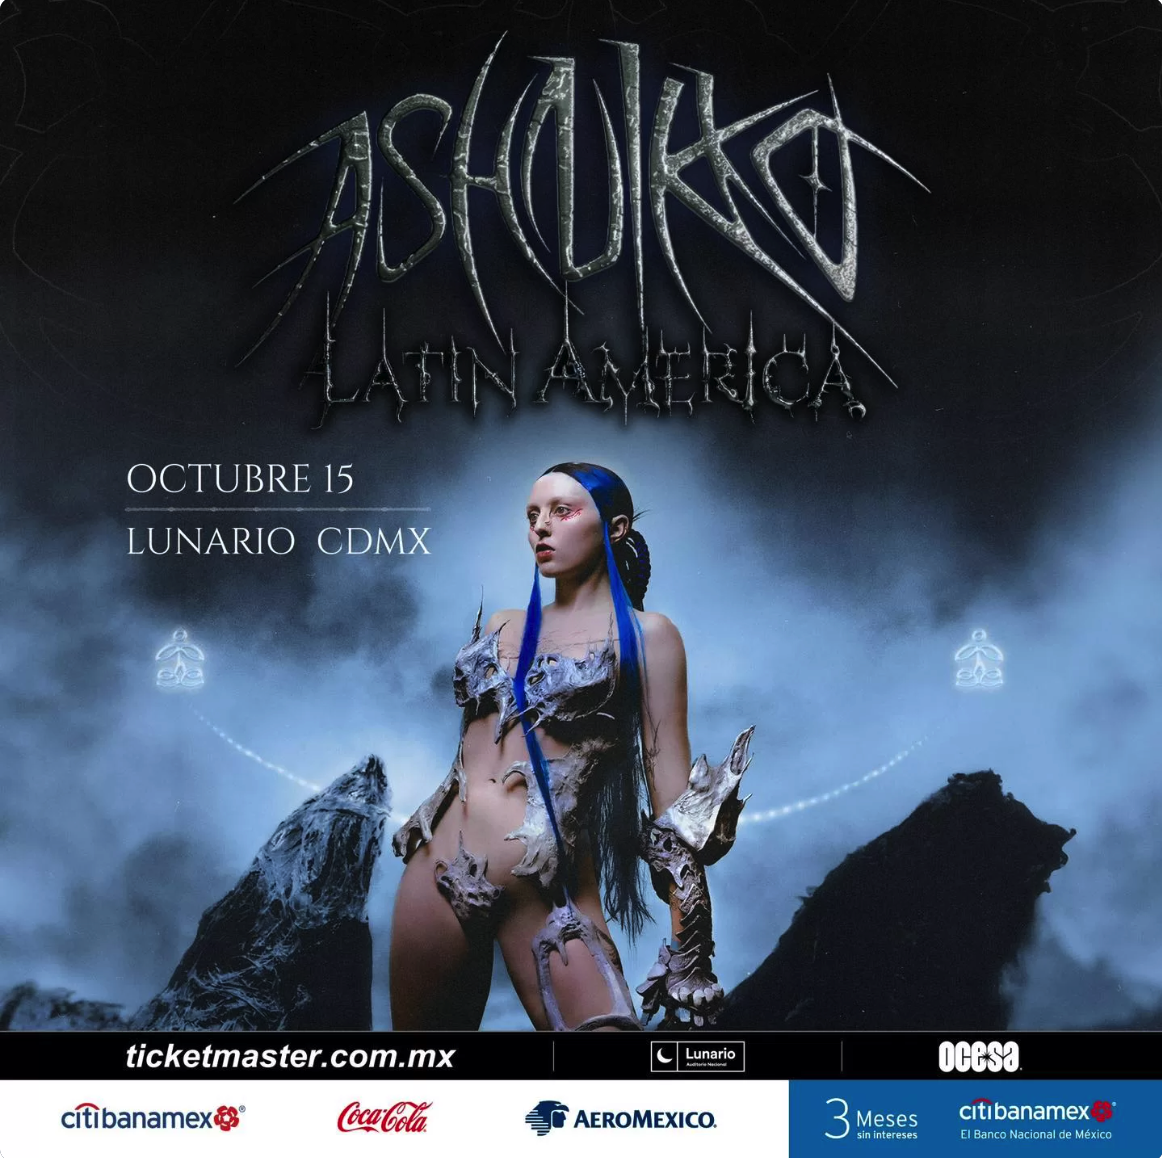 ASHNIKKO
LATIN AMERICA
OCTUBRE 15
LUNARIO CDMX
ticketmaster.com.mx
Lunario
Auditorio Nacional
ocesa
citibanamex
Coca-Cola
AEROMEXICO.
3 Meses
sin intereses
citibanamex
El Banco Nacional de México